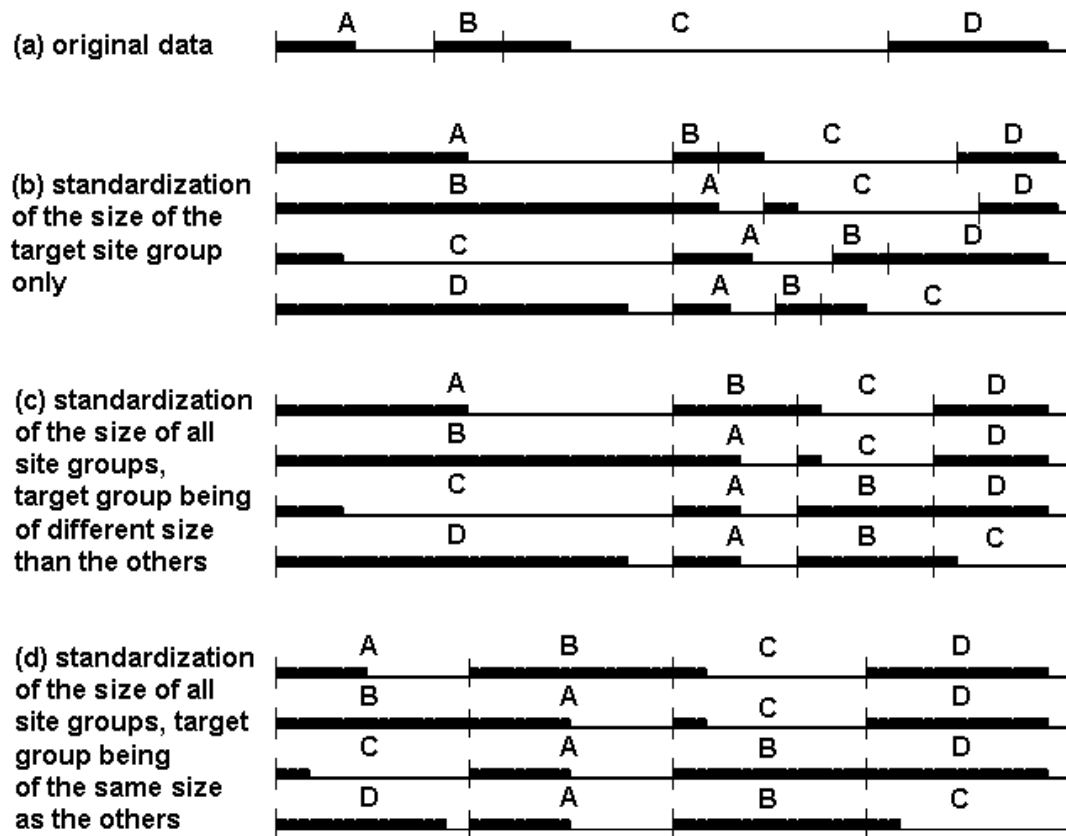 (a) original data
A B C D
(b) standardization
of the size of the
target site group
only
A B C D
B A C D
C A B D
D A B C
(c) standardization
of the size of all
site groups,
target group being
of different size
than the others
A B C D
B A C D
C A B D
D A B C
(d) standardization
of the size of all
site groups, target
group being
of the same size
as the others
A B C D
B A C D
C A B D
D A B C